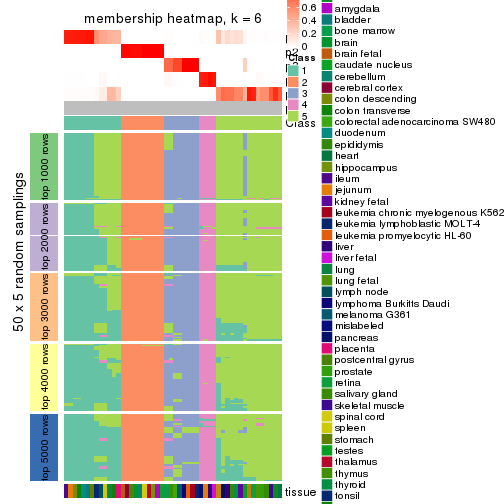 membership heatmap, k = 6
50 x 5 random samplings
top 1000 rows
top 2000 rows
top 3000 rows
top 4000 rows
top 5000 rows
0.6
0.4
0.2
0
Class
1
2
3
4
5
Class
tissue
amygdala
bladder
bone marrow
brain
brain fetal
caudate nucleus
cerebellum
cerebral cortex
colon descending
colon transverse
colorectal adenocarcinoma SW480
duodenum
epididymis
heart
hippocampus
ileum
jejunum
kidney fetal
leukemia chronic myelogenous K562
leukemia lymphoblastic MOLT-4
leukemia promyelocytic HL-60
liver
liver fetal
lung
lung fetal
lymph node
lymphoma Burkitts Daudi
melanoma G361
mislabeled
pancreas
placenta
postcentral gyrus
prostate
retina
salivary gland
skeletal muscle
spinal cord
spleen
stomach
testes
thalamus
thymus
thyroid
tonsil